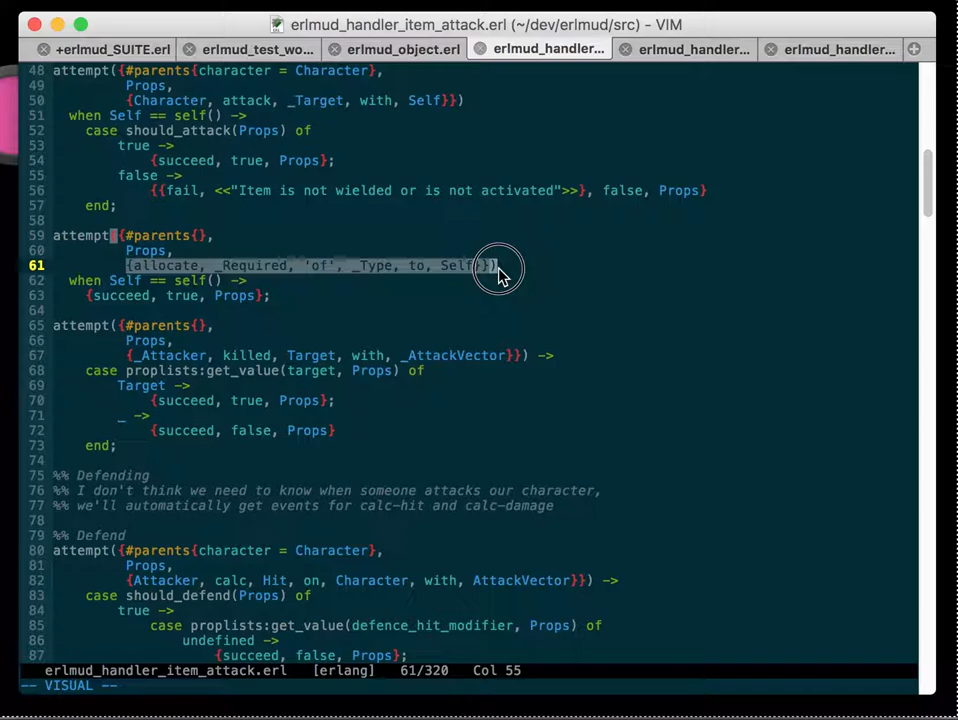 erlmud_handler_item_attack.erl (~/dev/erlmud/src) - VIM
+erlmud_SUITE.erl erlmud_test_wo... erlmud_object.erl erlmud_handler... erlmud_handler... erlmud_handler...
48 attempt({#parents{character = Character},
49 Props,
50 {Character, attack, _Target, with, Self}})
51 when Self == self() ->
52 case should_attack(Props) of
53 true ->
54 {succeed, true, Props};
55 false ->
56 {{fail, <<"Item is not wielded or is not activated">>}, false, Props}
57 end;
58
59 attempt({#parents{},
60 Props,
61 {allocate, _Required, 'of', _Type, to, Self}})
62 when Self == self() ->
63 {succeed, true, Props};
64
65 attempt({#parents{},
66 Props,
67 {_Attacker, killed, Target, with, _AttackVector}}) ->
68 case proplists:get_value(target, Props) of
69 Target ->
70 {succeed, true, Props};
71 _ ->
72 {succeed, false, Props}
73 end;
74
75 %% Defending
76 %% I don't think we need to know when someone attacks our character,
77 %% we'll automatically get events for calc-hit and calc-damage
78
79 %% Defend
80 attempt({#parents{character = Character},
81 Props,
82 {Attacker, calc, Hit, on, Character, with, AttackVector}}) ->
83 case should_defend(Props) of
84 true ->
85 case proplists:get_value(defence_hit_modifier, Props) of
86 undefined ->
87 {succeed, false, Props};
erlmud_handler_item_attack.erl [erlang] 61/320 Col 55
-- VISUAL --